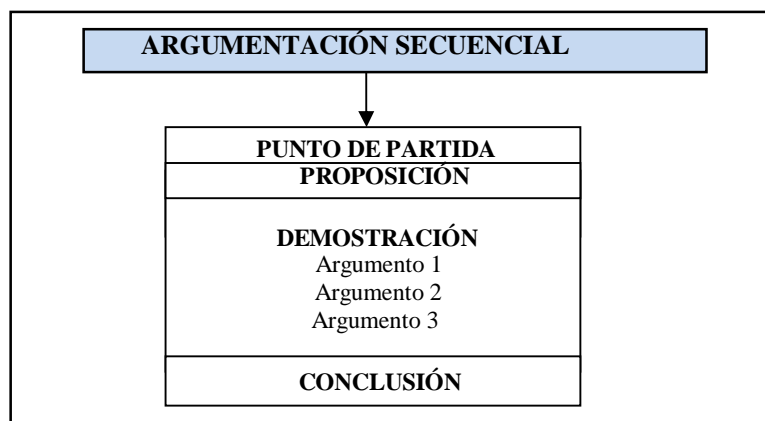 ARGUMENTACIÓN SECUENCIAL
PUNTO DE PARTIDA
PROPOSICIÓN
DEMOSTRACIÓN
Argumento 1
Argumento 2
Argumento 3
CONCLUSIÓN